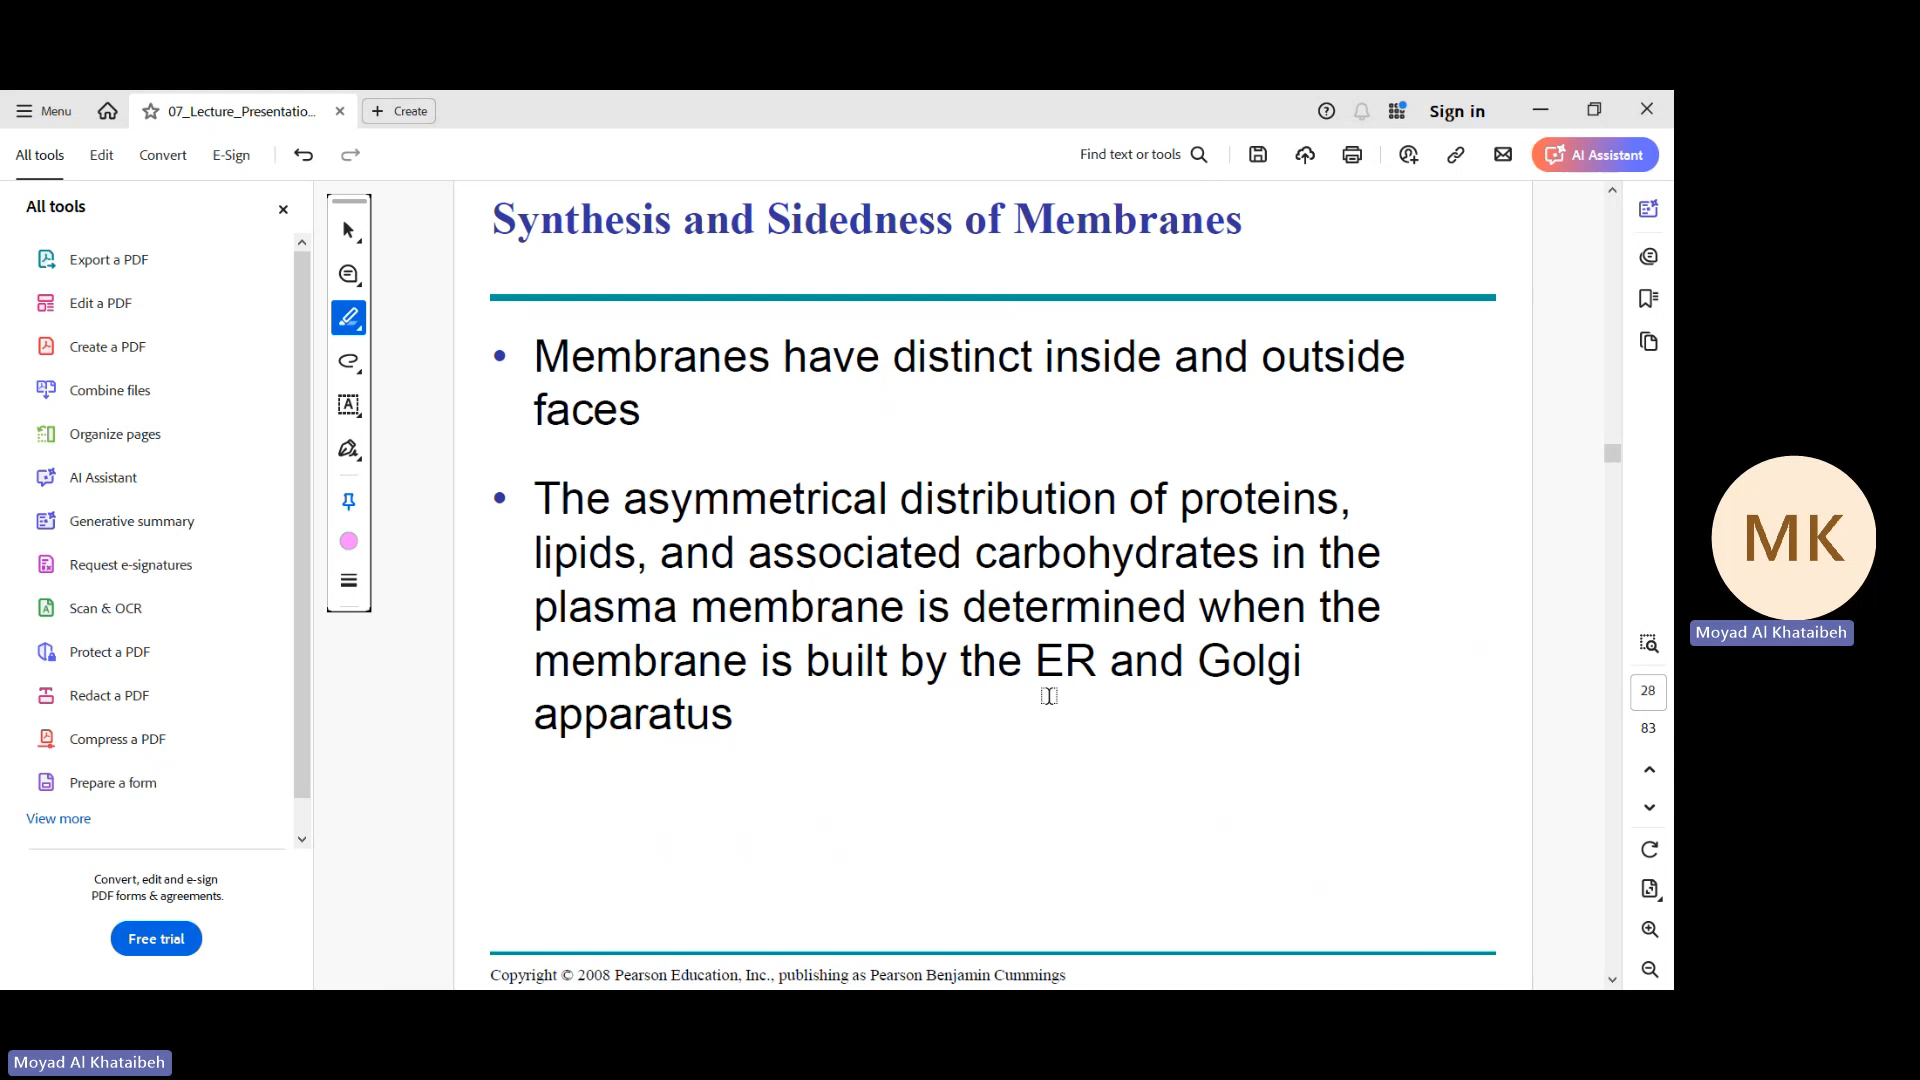 Menu
07_Lecture_Presentatio...
Create
Sign in
All tools
Edit
Convert
E-Sign
Find text or tools
AI Assistant
All tools
Export a PDF
Edit a PDF
Create a PDF
Combine files
Organize pages
AI Assistant
Generative summary
Request e-signatures
Scan & OCR
Protect a PDF
Redact a PDF
Compress a PDF
Prepare a form
View more
Convert, edit and e-sign
PDF forms & agreements.
Free trial
Synthesis and Sidedness of Membranes
• Membranes have distinct inside and outside
faces
• The asymmetrical distribution of proteins,
lipids, and associated carbohydrates in the
plasma membrane is determined when the
membrane is built by the ER and Golgi
apparatus
Copyright © 2008 Pearson Education, Inc., publishing as Pearson Benjamin Cummings
28
83
MK
Moyad Al Khataibeh
Moyad Al Khataibeh